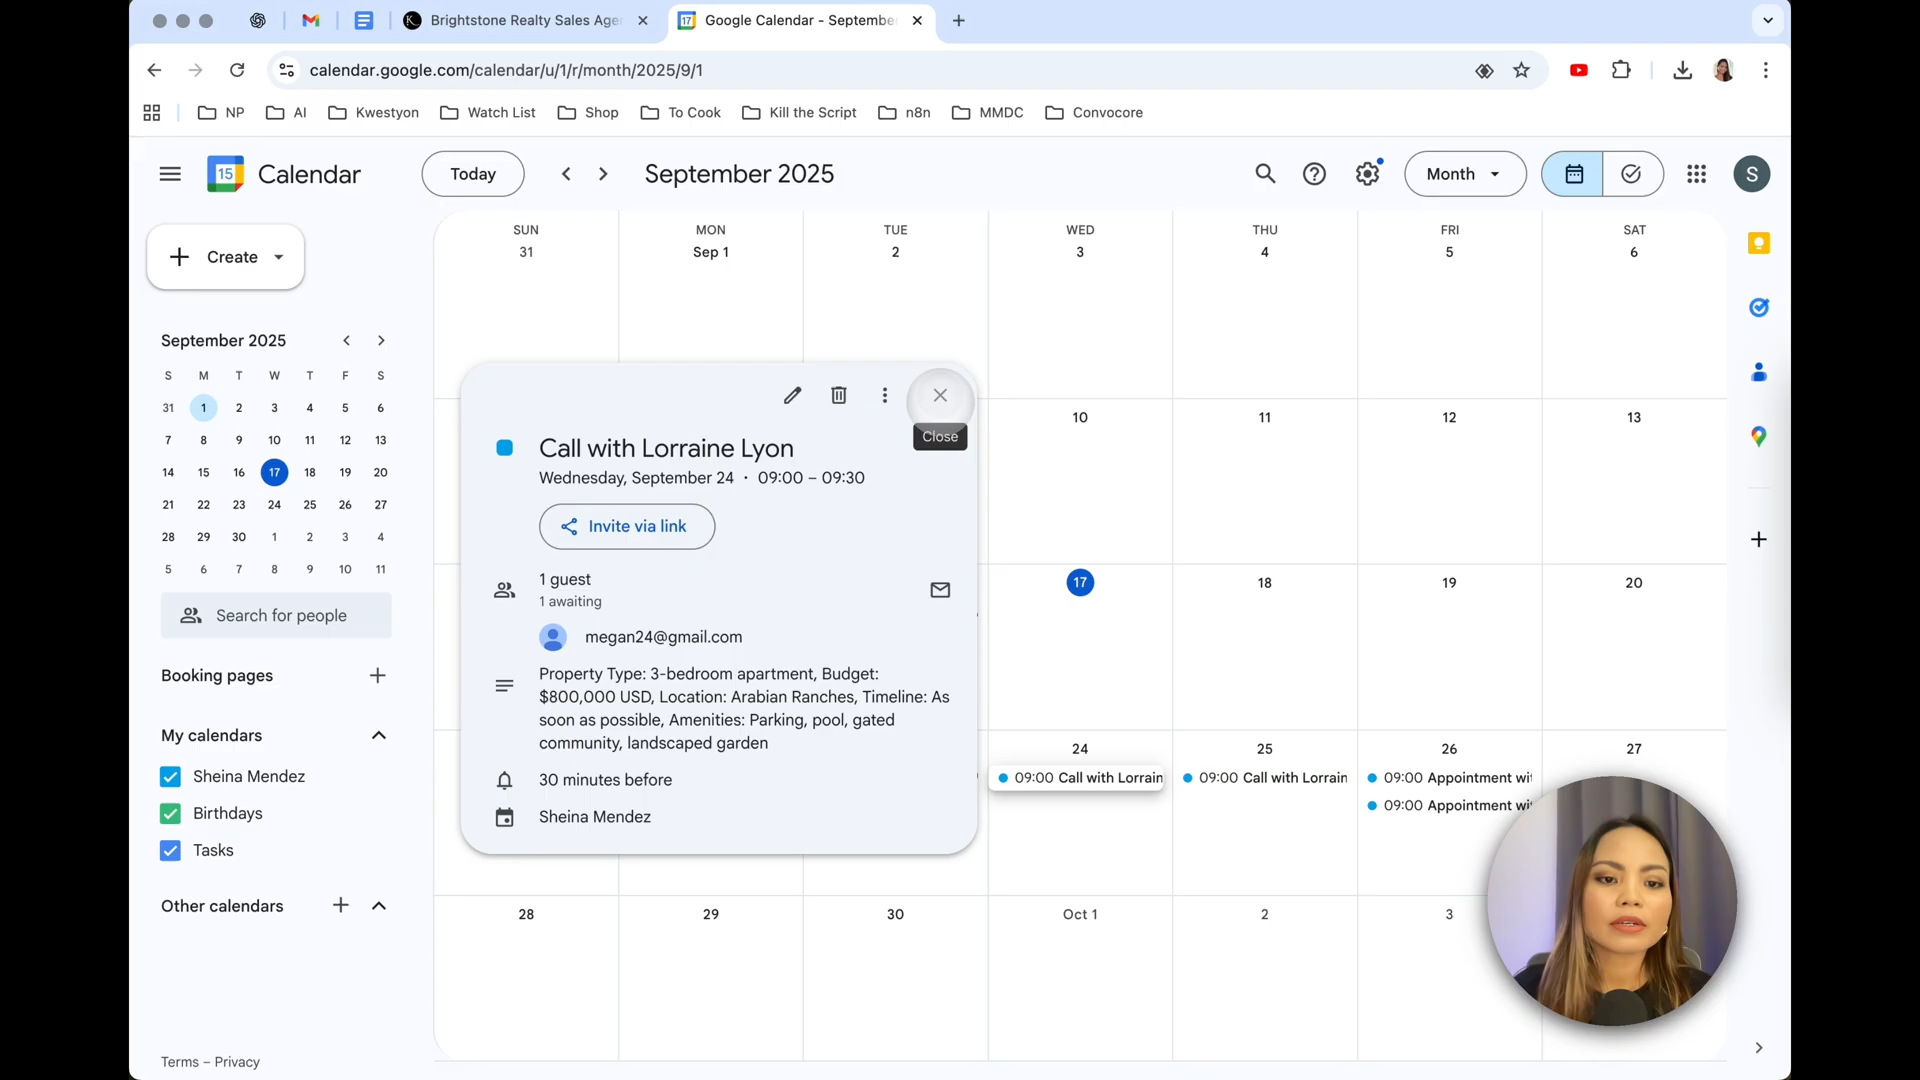 Brightstone Realty Sales Age
Google Calendar - Septembe
calendar.google.com/calendar/u/1/r/month/2025/9/1
NP
AI
Kwestyon
Watch List
Shop
To Cook
Kill the Script
n8n
MMDC
Convocore
15
Calendar
Today
September 2025
Month
S
Create
September 2025
S M T W T F S
31 1 2 3 4 5 6
7 8 9 10 11 12 13
14 15 16 17 18 19 20
21 22 23 24 25 26 27
28 29 30 1 2 3 4
5 6 7 8 9 10 11
Search for people
Booking pages
My calendars
Sheina Mendez
Birthdays
Tasks
Other calendars
Terms – Privacy
SUN MON TUE WED THU FRI SAT
31 Sep 1 2 3 4 5 6
10 11 12 13
17 18 19 20
24 25 26 27
09:00 Call with Lorrain
09:00 Call with Lorrain
09:00 Appointment wi
09:00 Appointment wi
28 29 30 Oct 1 2 3
Close
Call with Lorraine Lyon
Wednesday, September 24 · 09:00 – 09:30
Invite via link
1 guest
1 awaiting
megan24@gmail.com
Property Type: 3-bedroom apartment, Budget:
$800,000 USD, Location: Arabian Ranches, Timeline: As
soon as possible, Amenities: Parking, pool, gated
community, landscaped garden
30 minutes before
Sheina Mendez